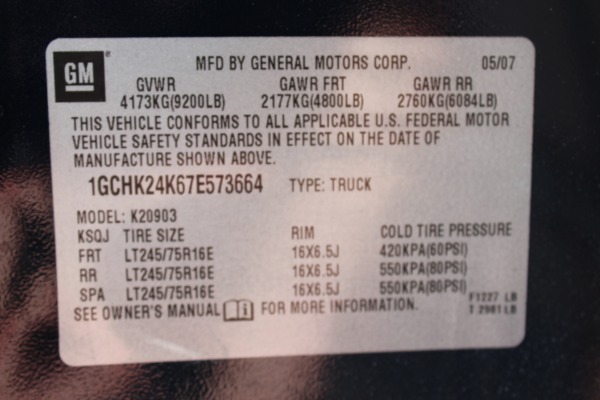 GM
MFD BY GENERAL MOTORS CORP. 05/07
GVWR GAWR FRT GAWR RR
4173KG(9200LB) 2177KG(4800LB) 2760KG(6084LB)
THIS VEHICLE CONFORMS TO ALL APPLICABLE U.S. FEDERAL MOTOR
VEHICLE SAFETY STANDARDS IN EFFECT ON THE DATE OF
MANUFACTURE SHOWN ABOVE.
1GCHK24K67E573664 TYPE: TRUCK
MODEL: K20903
KSQJ TIRE SIZE RIM COLD TIRE PRESSURE
FRT LT245/75R16E 16X6.5J 420KPA(60PSI)
RR LT245/75R16E 16X6.5J 550KPA(80PSI)
SPA LT245/75R16E 16X6.5J 550KPA(80PSI)
F1227 LB
SEE OWNER'S MANUAL FOR MORE INFORMATION. T 2981 LB